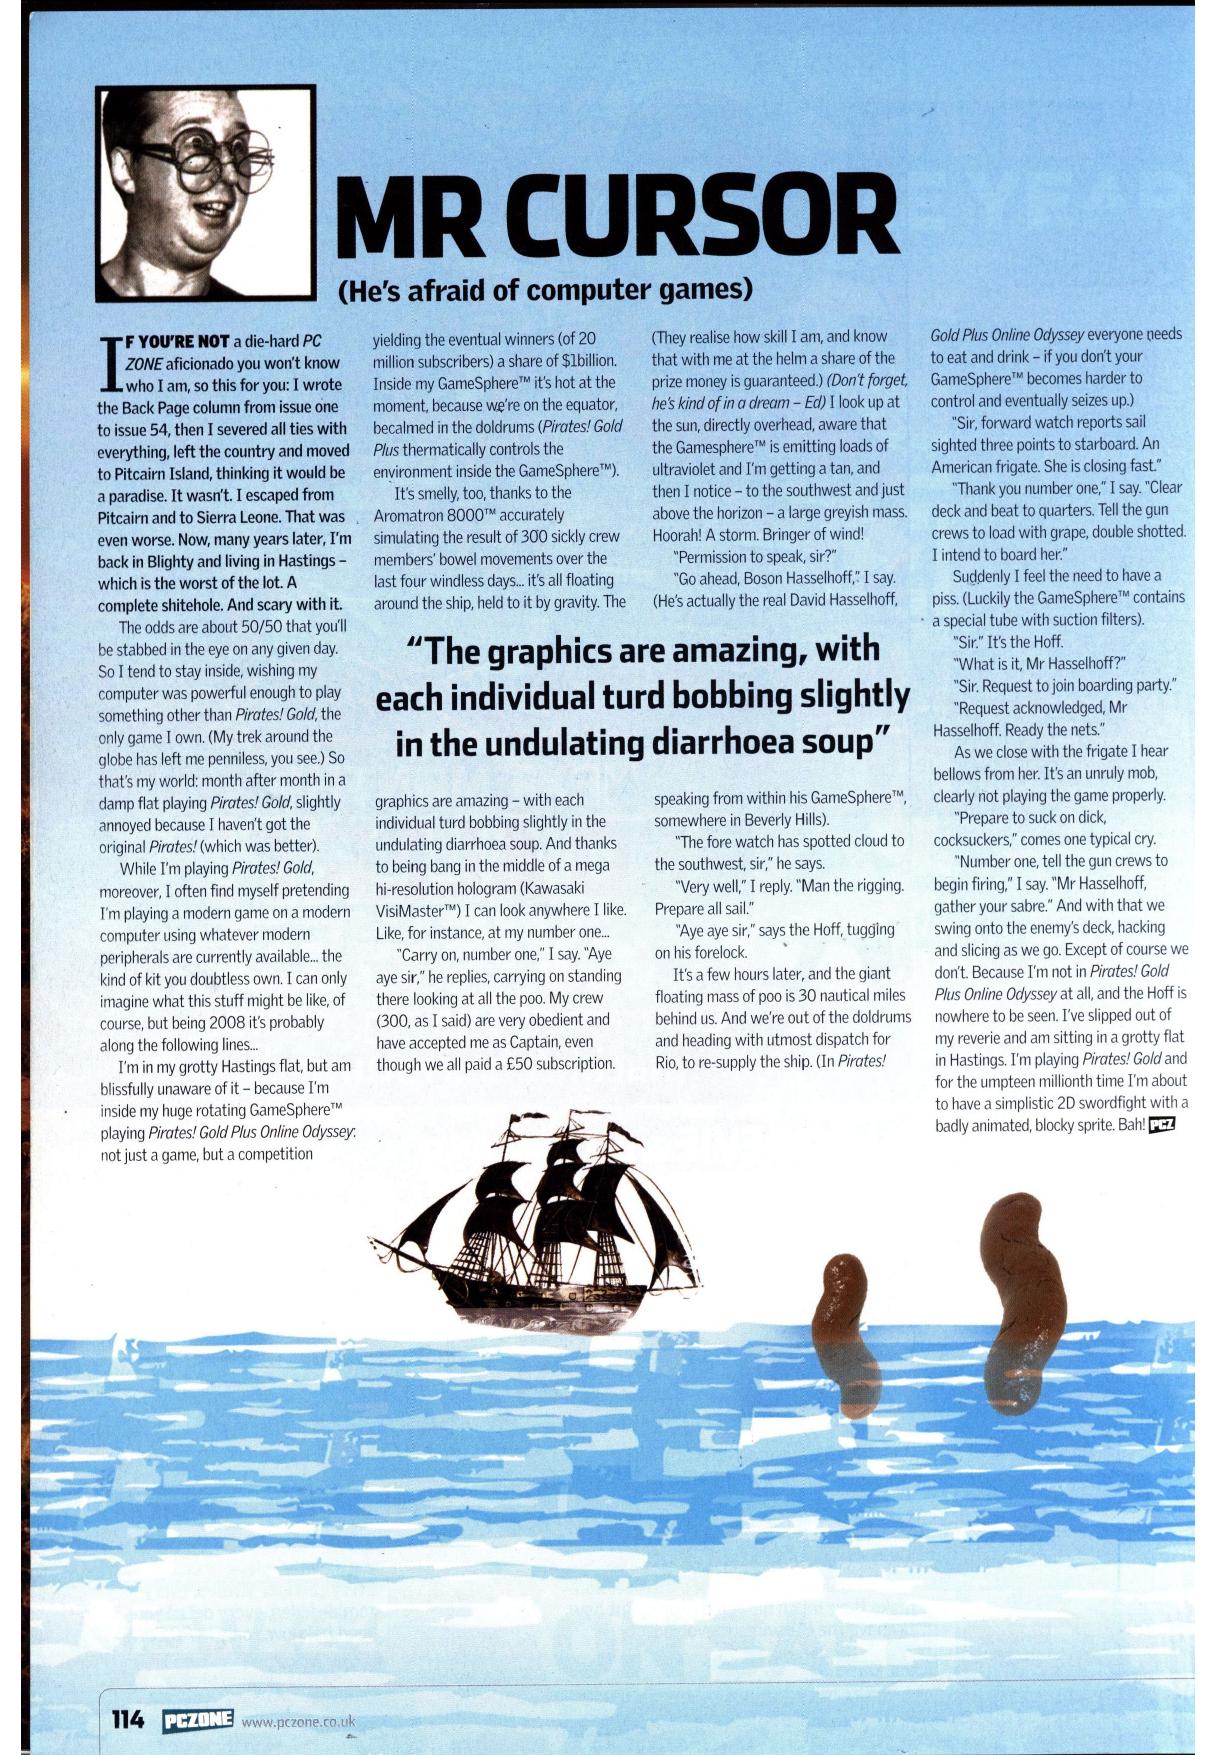 MR CURSOR
(He's afraid of computer games)
IF YOU'RE NOT a die-hard PC
ZONE aficionado you won't know
who I am, so this for you: I wrote
the Back Page column from issue one
to issue 54, then I severed all ties with
everything, left the country and moved
to Pitcairn Island, thinking it would be
a paradise. It wasn't. I escaped from
Pitcairn and to Sierra Leone. That was
even worse. Now, many years later, I'm
back in Blighty and living in Hastings –
which is the worst of the lot. A
complete shitehole. And scary with it.
The odds are about 50/50 that you'll
be stabbed in the eye on any given day.
So I tend to stay inside, wishing my
computer was powerful enough to play
something other than Pirates! Gold, the
only game I own. (My trek around the
globe has left me penniless, you see.) So
that's my world: month after month in a
damp flat playing Pirates! Gold, slightly
annoyed because I haven't got the
original Pirates! (which was better).
While I'm playing Pirates! Gold,
moreover, I often find myself pretending
I'm playing a modern game on a modern
computer using whatever modern
peripherals are currently available... the
kind of kit you doubtless own. I can only
imagine what this stuff might be like, of
course, but being 2008 it's probably
along the following lines...
I'm in my grotty Hastings flat, but am
blissfully unaware of it – because I'm
inside my huge rotating GameSphere™
playing Pirates! Gold Plus Online Odyssey:
not just a game, but a competition
yielding the eventual winners (of 20
million subscribers) a share of $1billion.
Inside my GameSphere™ it's hot at the
moment, because we're on the equator,
becalmed in the doldrums (Pirates! Gold
Plus thermatically controls the
environment inside the GameSphere™).
It's smelly, too, thanks to the
Aromatron 8000™ accurately
simulating the result of 300 sickly crew
members' bowel movements over the
last four windless days... it's all floating
around the ship, held to it by gravity. The
"The graphics are amazing, with
each individual turd bobbing slightly
in the undulating diarrhoea soup"
graphics are amazing – with each
individual turd bobbing slightly in the
undulating diarrhoea soup. And thanks
to being bang in the middle of a mega
hi-resolution hologram (Kawasaki
VisiMaster™) I can look anywhere I like.
Like, for instance, at my number one...
"Carry on, number one," I say. "Aye
aye sir," he replies, carrying on standing
there looking at all the poo. My crew
(300, as I said) are very obedient and
have accepted me as Captain, even
though we all paid a £50 subscription.
(They realise how skill I am, and know
that with me at the helm a share of the
prize money is guaranteed.) (Don't forget,
he's kind of in a dream – Ed) I look up at
the sun, directly overhead, aware that
the Gamesphere™ is emitting loads of
ultraviolet and I'm getting a tan, and
then I notice – to the southwest and just
above the horizon – a large greyish mass.
Hoorah! A storm. Bringer of wind!
"Permission to speak, sir?"
"Go ahead, Boson Hasselhoff," I say.
(He's actually the real David Hasselhoff,
speaking from within his GameSphere™,
somewhere in Beverly Hills).
"The fore watch has spotted cloud to
the southwest, sir," he says.
"Very well," I reply. "Man the rigging.
Prepare all sail."
"Aye aye sir," says the Hoff, tugging
on his forelock.
It's a few hours later, and the giant
floating mass of poo is 30 nautical miles
behind us. And we're out of the doldrums
and heading with utmost dispatch for
Rio, to re-supply the ship. (In Pirates!
Gold Plus Online Odyssey everyone needs
to eat and drink – if you don't your
GameSphere™ becomes harder to
control and eventually seizes up.)
"Sir, forward watch reports sail
sighted three points to starboard. An
American frigate. She is closing fast."
"Thank you number one," I say. "Clear
deck and beat to quarters. Tell the gun
crews to load with grape, double shotted.
I intend to board her."
Suddenly I feel the need to have a
piss. (Luckily the GameSphere™ contains
a special tube with suction filters).
"Sir." It's the Hoff.
"What is it, Mr Hasselhoff?"
"Sir. Request to join boarding party."
"Request acknowledged, Mr
Hasselhoff. Ready the nets."
As we close with the frigate I hear
bellows from her. It's an unruly mob,
clearly not playing the game properly.
"Prepare to suck on dick,
cocksuckers," comes one typical cry.
"Number one, tell the gun crews to
begin firing," I say. "Mr Hasselhoff,
gather your sabre." And with that we
swing onto the enemy's deck, hacking
and slicing as we go. Except of course we
don't. Because I'm not in Pirates! Gold
Plus Online Odyssey at all, and the Hoff is
nowhere to be seen. I've slipped out of
my reverie and am sitting in a grotty flat
in Hastings. I'm playing Pirates! Gold and
for the umpteen millionth time I'm about
to have a simplistic 2D swordfight with a
badly animated, blocky sprite. Bah! PCZ
114 PCZONE www.pczone.co.uk